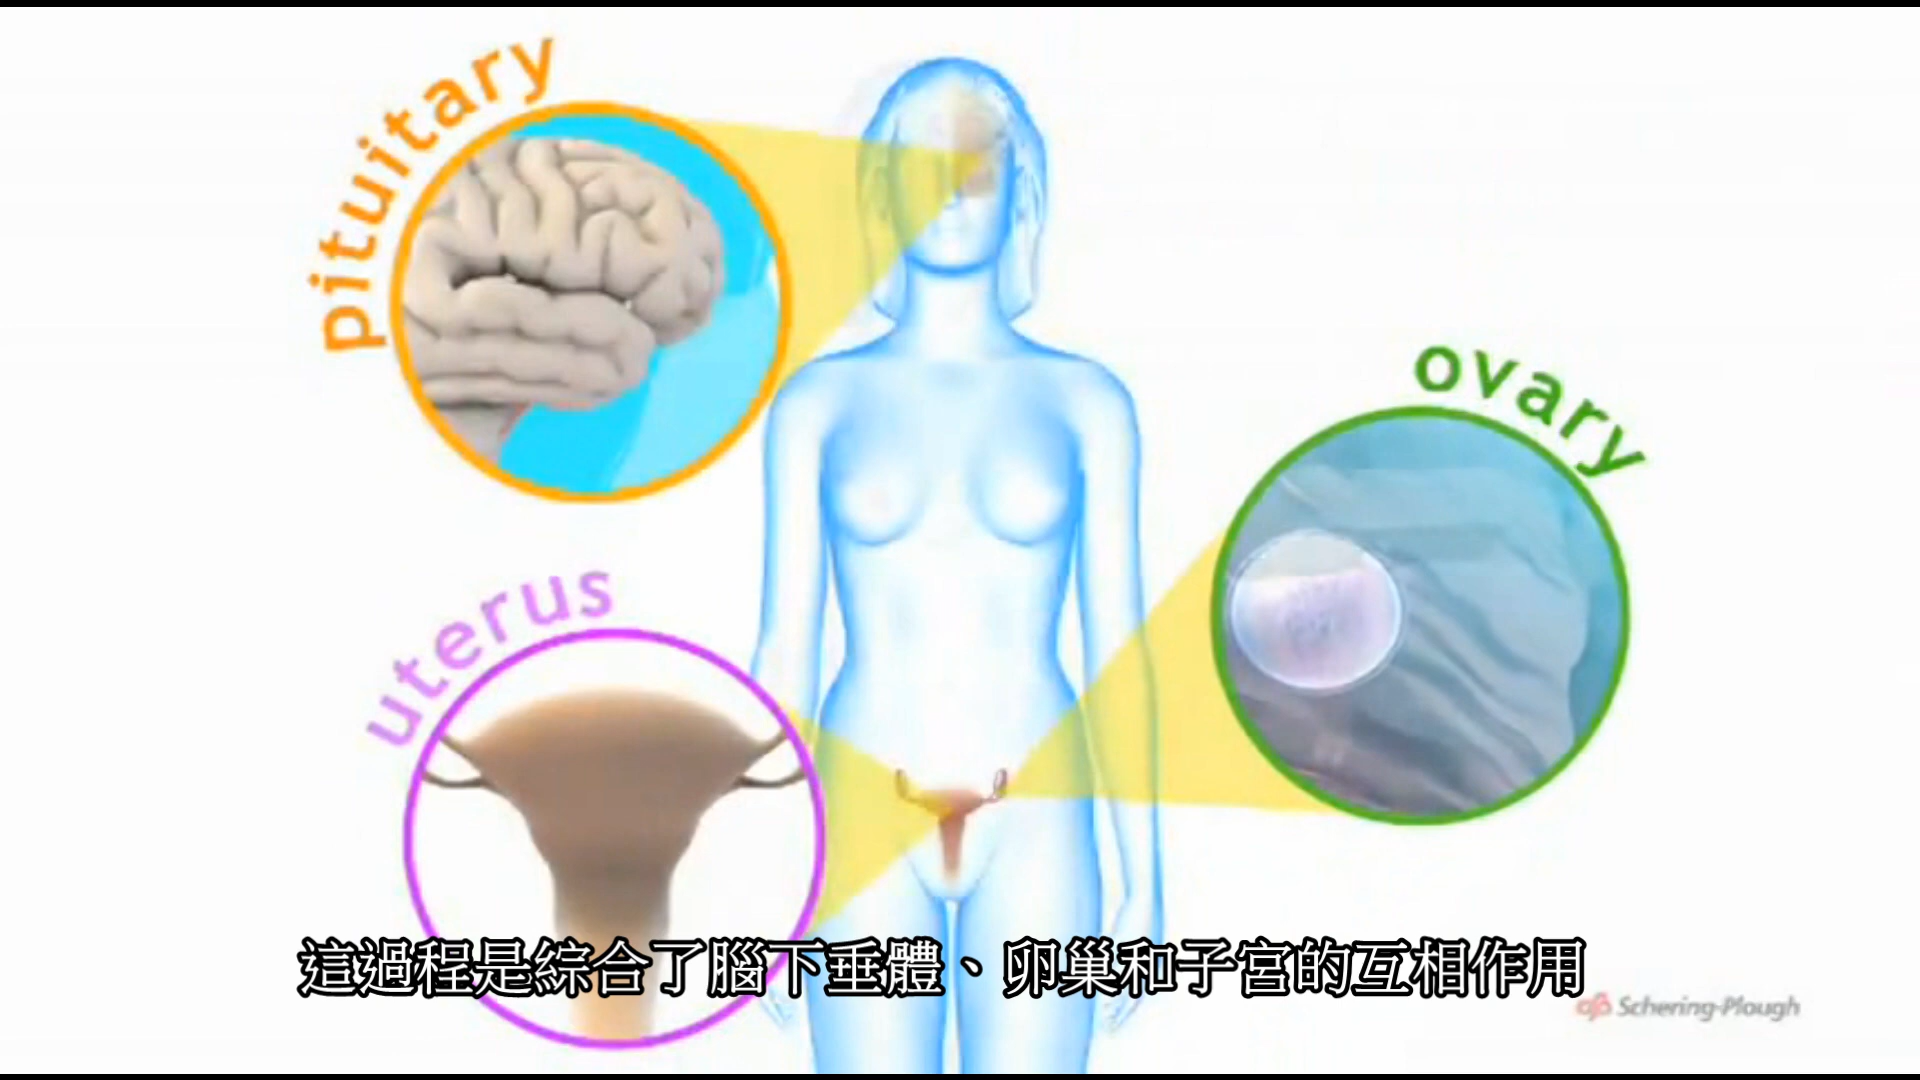 pituitary
ovary
uterus
這過程是綜合了腦下垂體、卵巢和子宮的互相作用
Schering-Plough